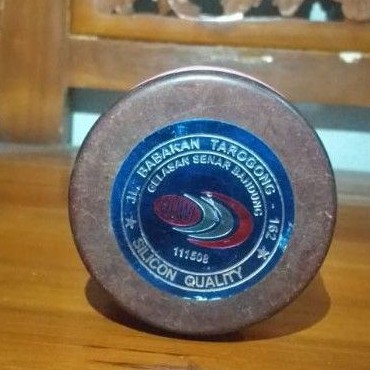 JL. BABAKAN TAROGONG - 162
GELASAN SENAR BANDUNG
111508
★ SILICON QUALITY ★